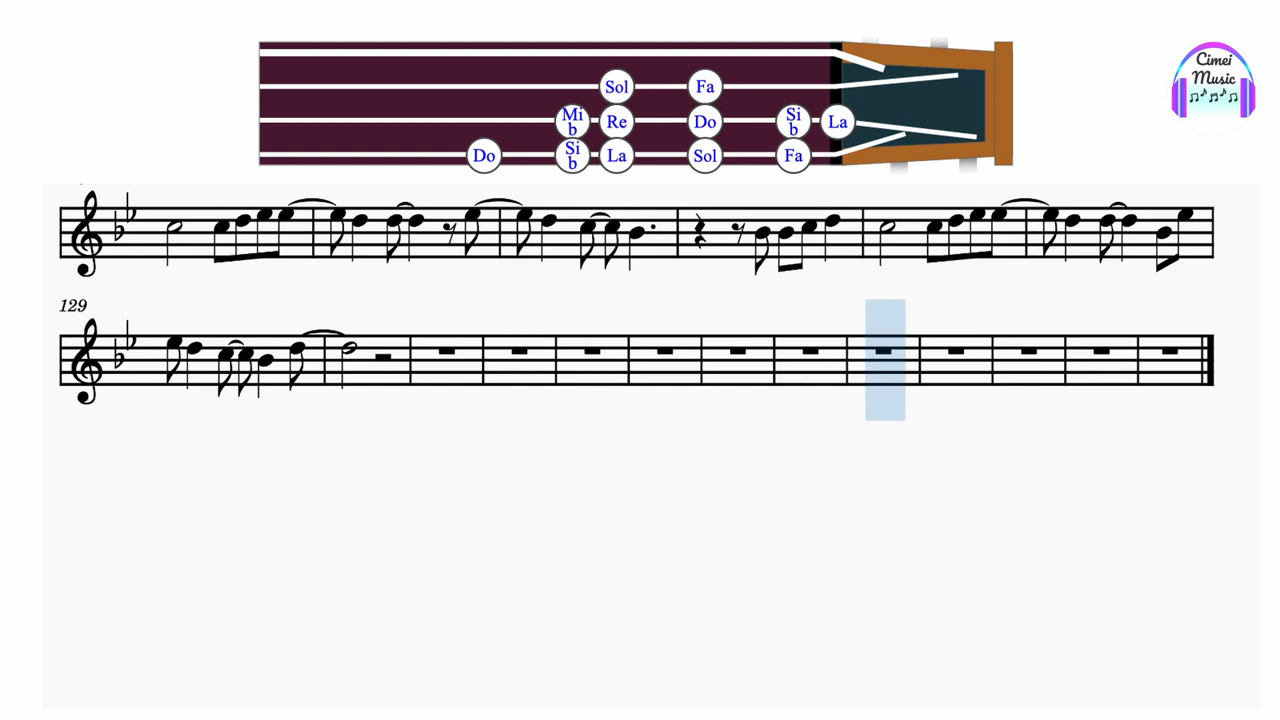 Cimei
Music
Sol Fa
Mi b Re Do Si b La
Do Si b La Sol Fa
129